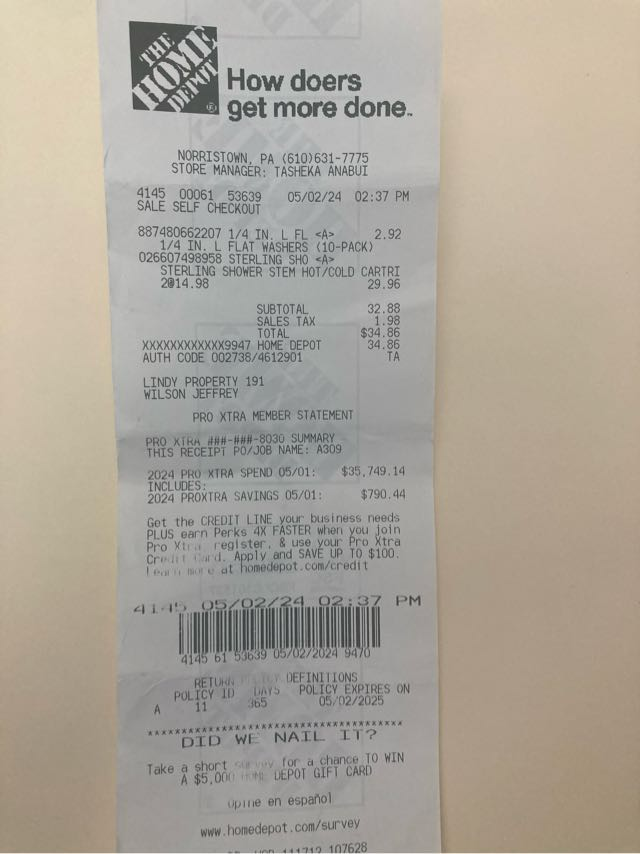 THE
HOME
DEPOT
How doers
get more done.
NORRISTOWN, PA (610)631-7775
STORE MANAGER: TASHEKA ANABUI
4145 00061 53639 05/02/24 02:37 PM
SALE SELF CHECKOUT
887480662207 1/4 IN. L FL <A> 2.92
1/4 IN. L FLAT WASHERS (10-PACK)
026607498958 STERLING SHO <A>
STERLING SHOWER STEM HOT/COLD CARTRI
2@14.98 29.96
SUBTOTAL 32.88
SALES TAX 1.98
TOTAL $34.86
XXXXXXXXXXXX9947 HOME DEPOT 34.86
AUTH CODE 002738/4612901 TA
LINDY PROPERTY 191
WILSON JEFFREY
PRO XTRA MEMBER STATEMENT
PRO XTRA ###-###-8030 SUMMARY
THIS RECEIPT PO/JOB NAME: A309
2024 PRO XTRA SPEND 05/01: $35,749.14
INCLUDES:
2024 PROXTRA SAVINGS 05/01: $790.44
Get the CREDIT LINE your business needs
PLUS earn Perks 4X FASTER when you join
Pro Xtra, register, & use your Pro Xtra
Credit Card. Apply and SAVE UP TO $100.
Learn more at homedepot.com/credit
4145 05/02/24 02:37 PM
4145 61 53639 05/02/2024 9470
RETURN POLICY DEFINITIONS
POLICY ID DAYS POLICY EXPIRES ON
A 11 365 05/02/2025
****************************************
DID WE NAIL IT?
Take a short survey for a chance TO WIN
A $5,000 HOME DEPOT GIFT CARD
Opine en español
www.homedepot.com/survey
107628